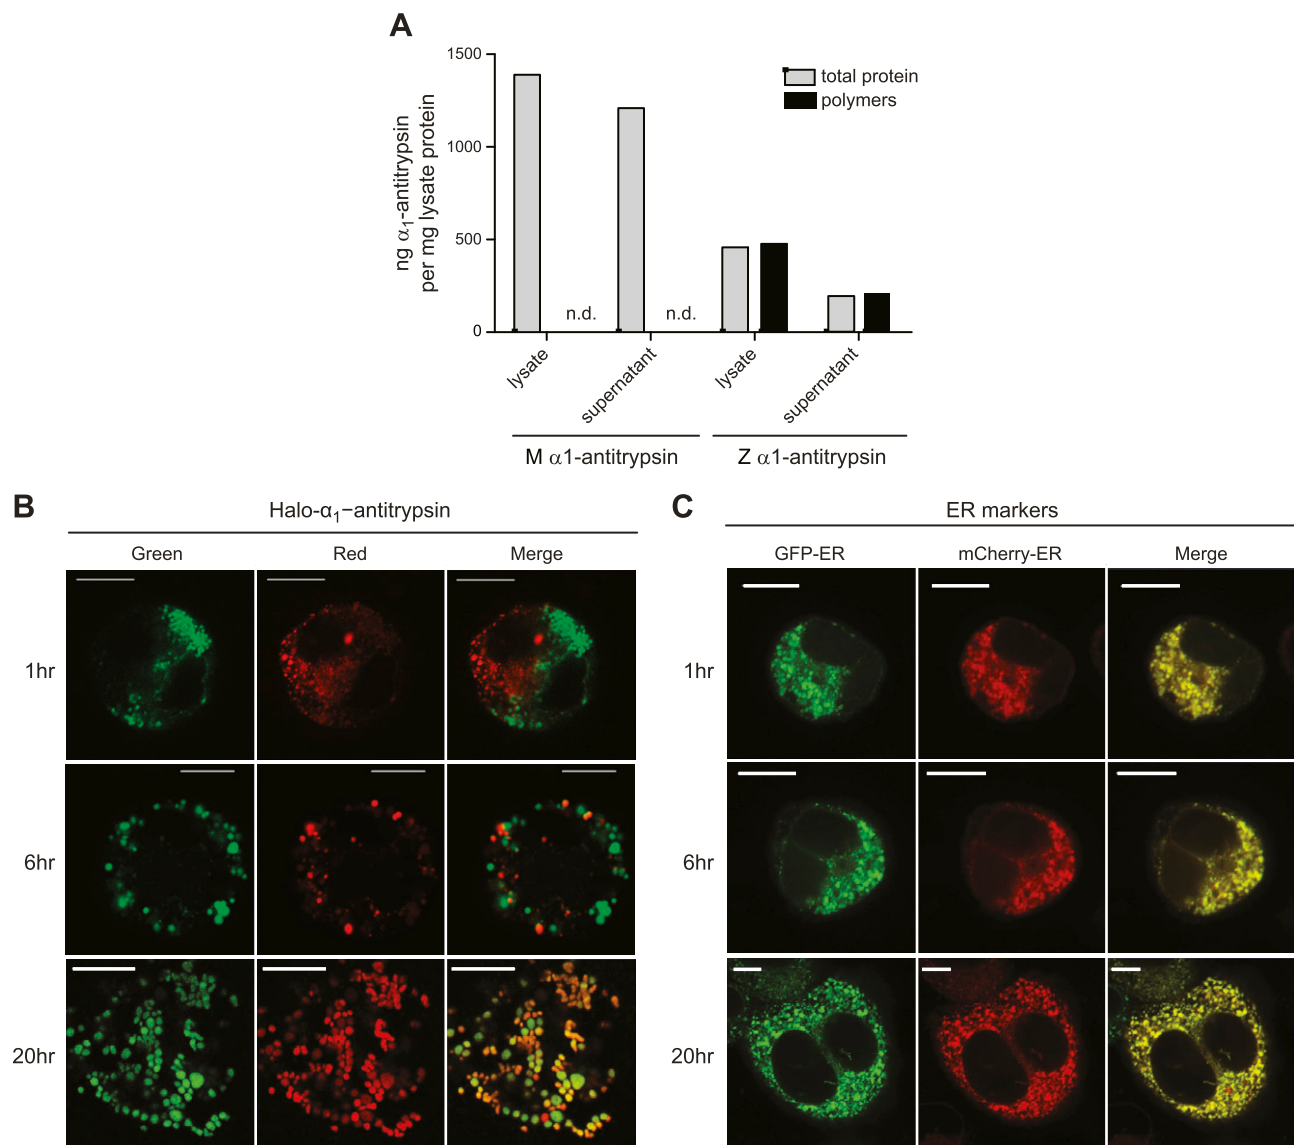 A
1500
1000
500
0
ng α1-antitrypsin
per mg lysate protein
total protein
polymers
n.d.
n.d.
lysate
supernatant
lysate
supernatant
M α1-antitrypsin
Z α1-antitrypsin
B
Halo-α1−antitrypsin
Green
Red
Merge
1hr
6hr
20hr
C
ER markers
GFP-ER
mCherry-ER
Merge
1hr
6hr
20hr